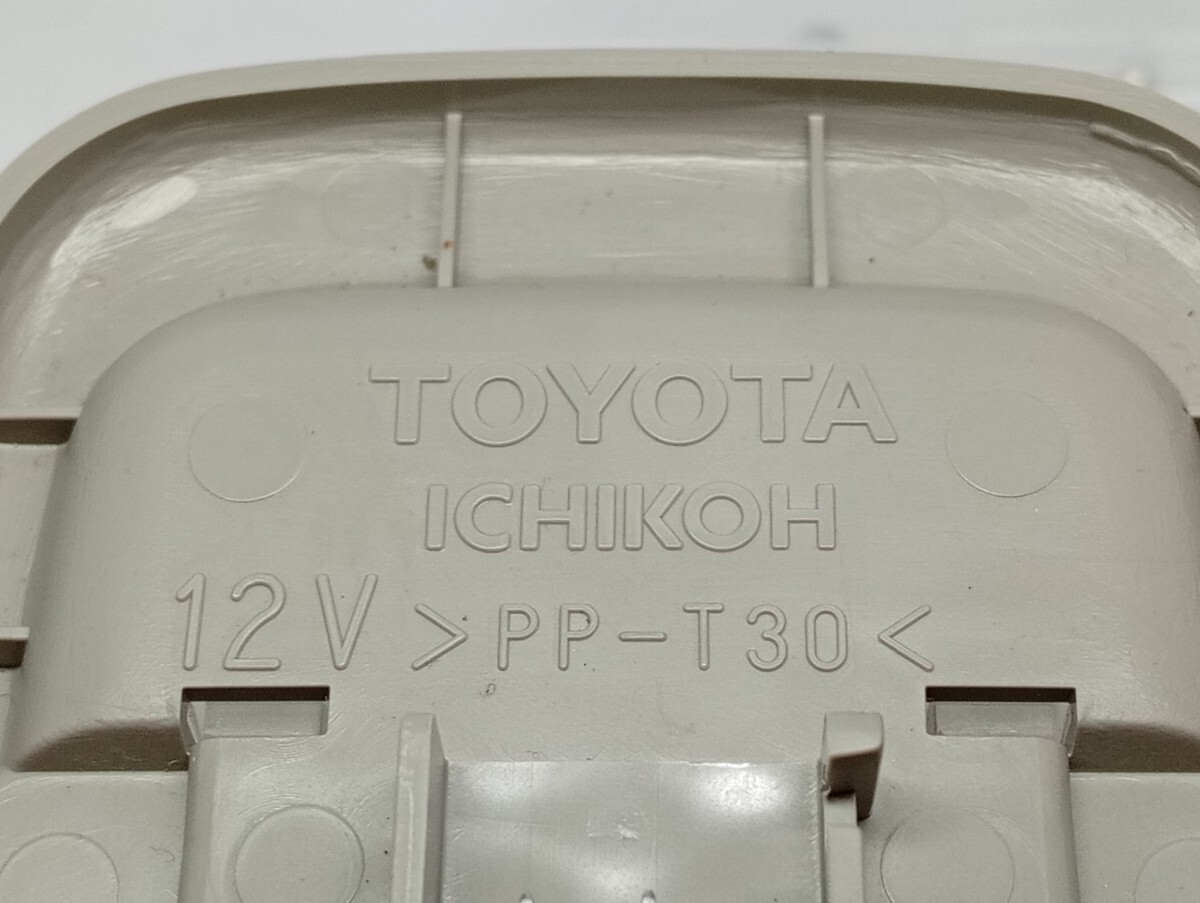 TOYOTA
ICHIKOH
12V >PP-T30<